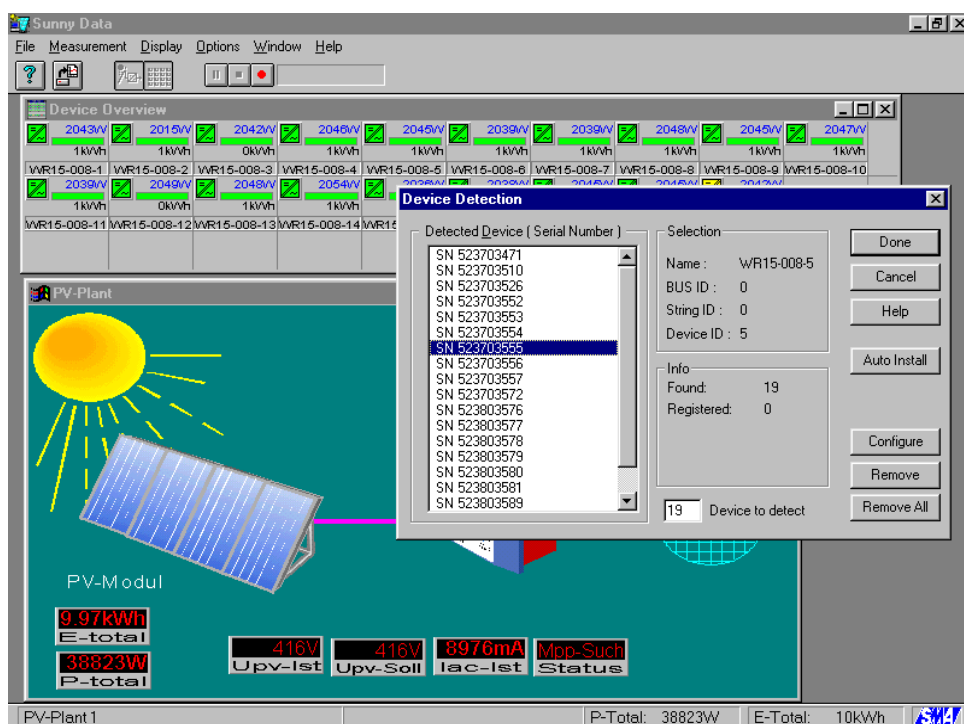 Sunny Data
File Measurement Display Options Window Help
Device Overview
2043W 2015W 2042W 2046W 2045W 2039W 2039W 2048W 2045W 2047W
1kWh 1kWh 0kWh 1kWh 1kWh 1kWh 1kWh 1kWh 1kWh 1kWh
WR15-008-1 WR15-008-2 WR15-008-3 WR15-008-4 WR15-008-5 WR15-008-6 WR15-008-7 WR15-008-8 WR15-008-9 WR15-008-10
2039W 2049W 2048W 2054W
1kWh 0kWh 1kWh 1kWh
WR15-008-11 WR15-008-12 WR15-008-13 WR15-008-14 WR15
Device Detection
Detected Device ( Serial Number )
SN 523703471
SN 523703510
SN 523703526
SN 523703552
SN 523703553
SN 523703554
SN 523703555
SN 523703556
SN 523703557
SN 523703572
SN 523803576
SN 523803577
SN 523803578
SN 523803579
SN 523803580
SN 523803581
SN 523803589
Selection
Name : WR15-008-5
BUS ID : 0
String ID : 0
Device ID : 5
Info
Found: 19
Registered: 0
19 Device to detect
Done
Cancel
Help
Auto Install
Configure
Remove
Remove All
PV-Plant
PV-Modul
9.97kWh
E-total
38823W
P-total
416V
Upv-Ist
416V
Upv-Soll
8976mA
Iac-Ist
Mpp-Such
Status
PV-Plant 1 P-Total: 38823W E-Total: 10kWh SMA